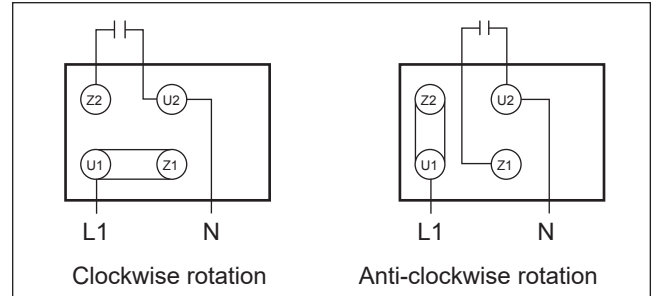 Z2 U2 Z2 U2
U1 Z1 U1 Z1
L1 N L1 N
Clockwise rotation Anti-clockwise rotation